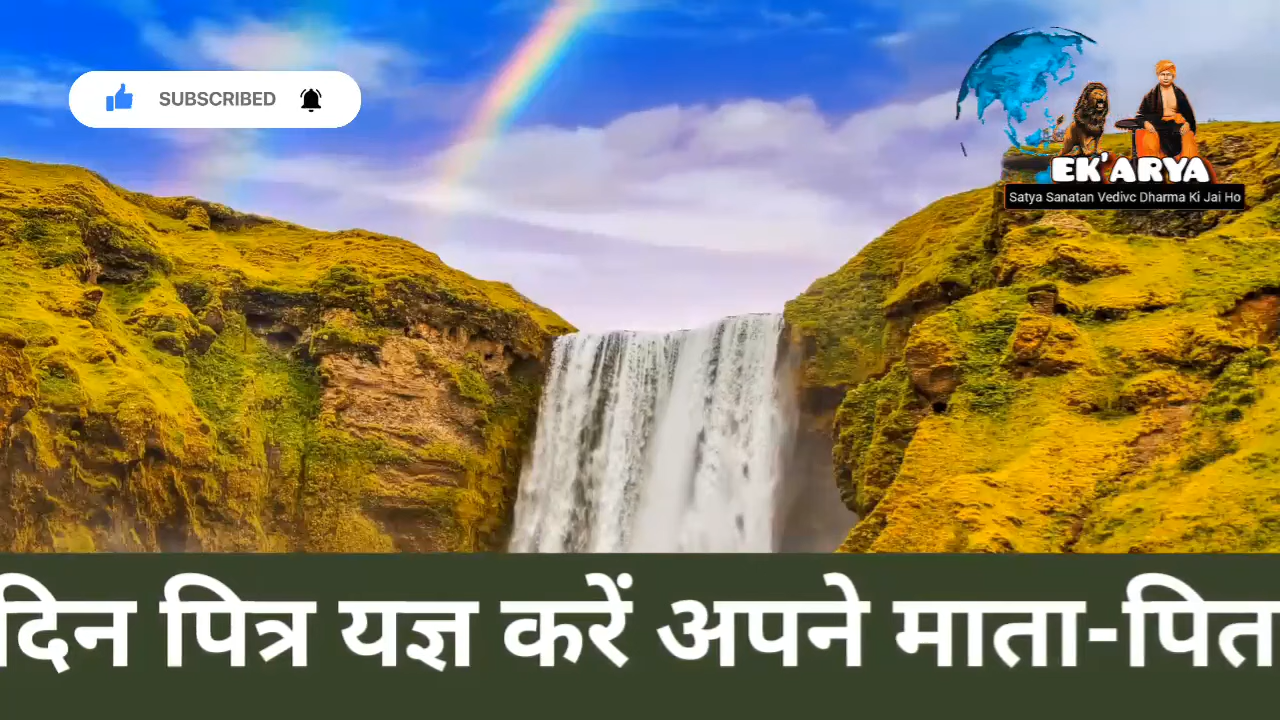 SUBSCRIBED
EK'ARYA
Satya Sanatan Vedivc Dharma Ki Jai Ho
दिन पित्र यज्ञ करें अपने माता-पित